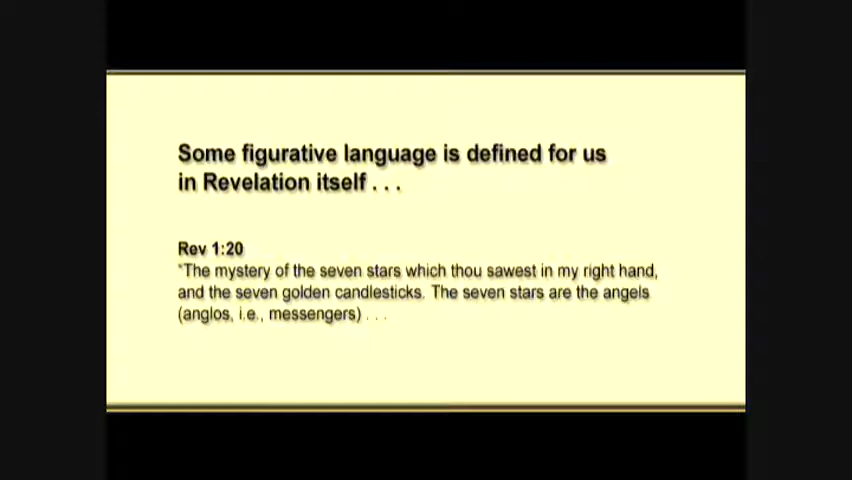 Some figurative language is defined for us
in Revelation itself . . .
Rev 1:20
"The mystery of the seven stars which thou sawest in my right hand,
and the seven golden candlesticks. The seven stars are the angels
(anglos, i.e., messengers) . . .